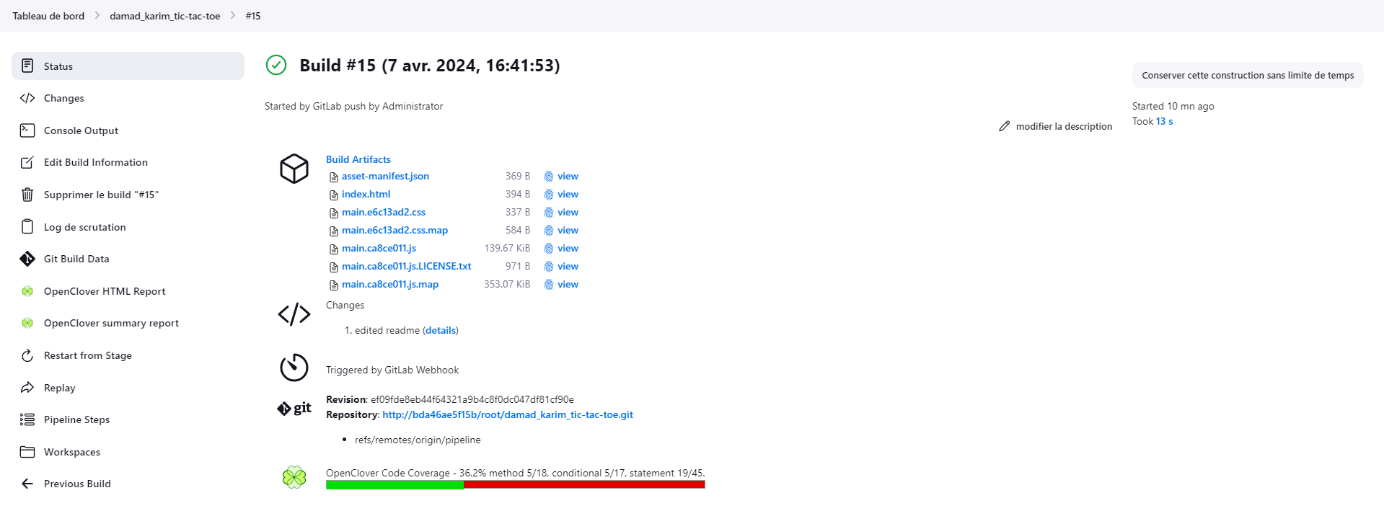 Tableau de bord > damad_karim_tic-tac-toe > #15
Status
Changes
Console Output
Edit Build Information
Supprimer le build "#15"
Log de scrutation
Git Build Data
OpenClover HTML Report
OpenClover summary report
Restart from Stage
Replay
Pipeline Steps
Workspaces
Previous Build
Build #15 (7 avr. 2024, 16:41:53)
Conserver cette construction sans limite de temps
Started by GitLab push by Administrator
Started 10 mn ago
Took 13 s
modifier la description
Build Artifacts
asset-manifest.json 369 B view
index.html 394 B view
main.e6c13ad2.css 337 B view
main.e6c13ad2.css.map 584 B view
main.ca8ce011.js 139.67 KiB view
main.ca8ce011.js.LICENSE.txt 971 B view
main.ca8ce011.js.map 353.07 KiB view
Changes
1. edited readme (details)
Triggered by GitLab Webhook
git
Revision: ef09fde8eb44f64321a9b4c8f0dc047df81cf90e
Repository: http://bda46ae5f15b/root/damad_karim_tic-tac-toe.git
• refs/remotes/origin/pipeline
OpenClover Code Coverage - 36.2% method 5/18. conditional 5/17. statement 19/45.